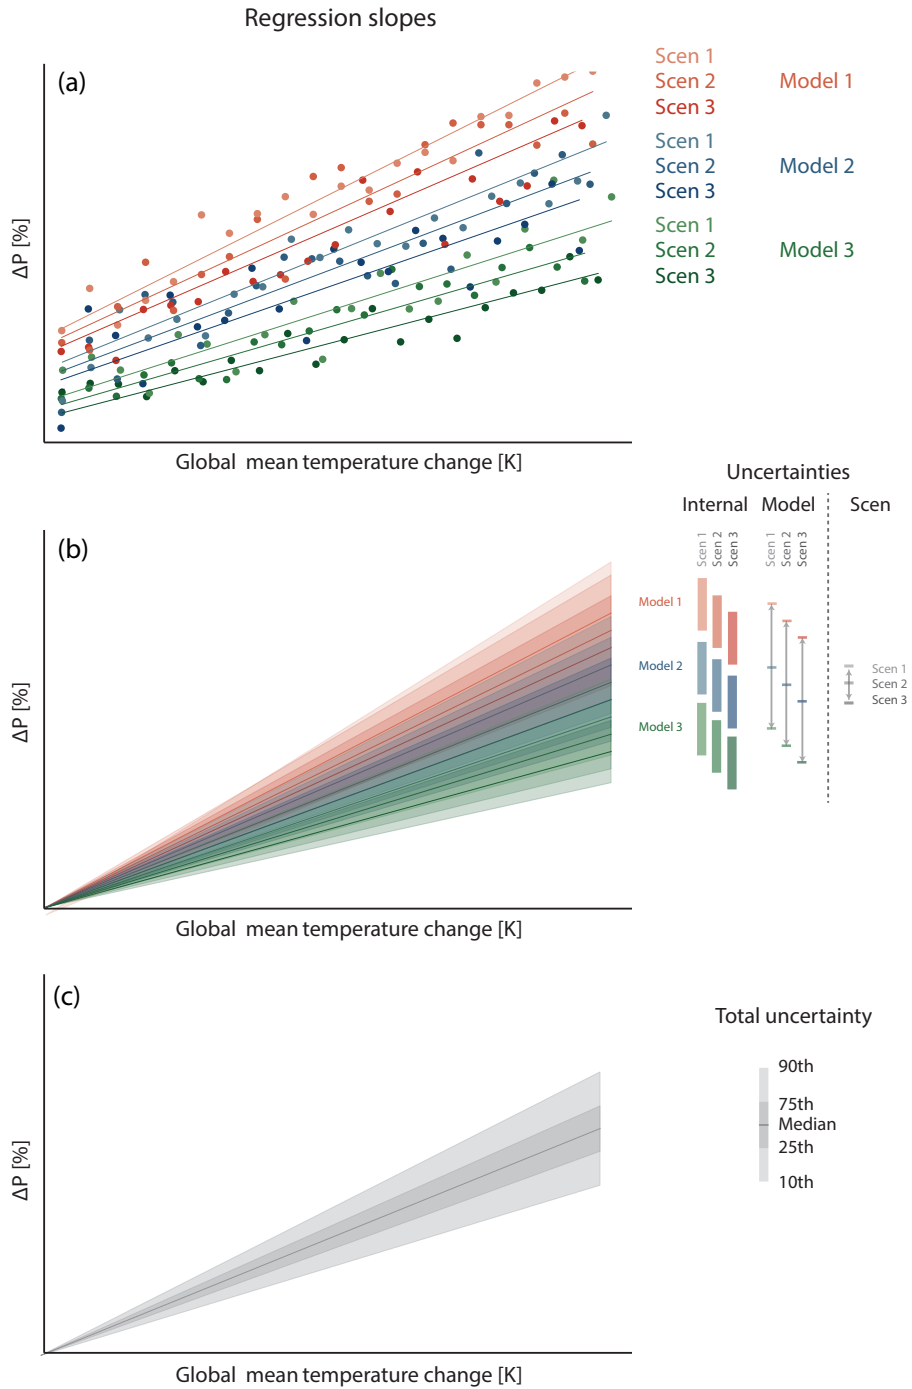 Regression slopes
(a)
Scen 1
Scen 2 Model 1
Scen 3
Scen 1
Scen 2 Model 2
Scen 3
Scen 1
Scen 2 Model 3
Scen 3
ΔP [%]
Global mean temperature change [K]
Uncertainties
Internal Model Scen
(b)
Scen 1 Scen 2 Scen 3 Scen 1 Scen 2 Scen 3
Model 1
Model 2
Model 3
Scen 1
Scen 2
Scen 3
ΔP [%]
Global mean temperature change [K]
(c)
Total uncertainty
90th
75th
Median
25th
10th
ΔP [%]
Global mean temperature change [K]